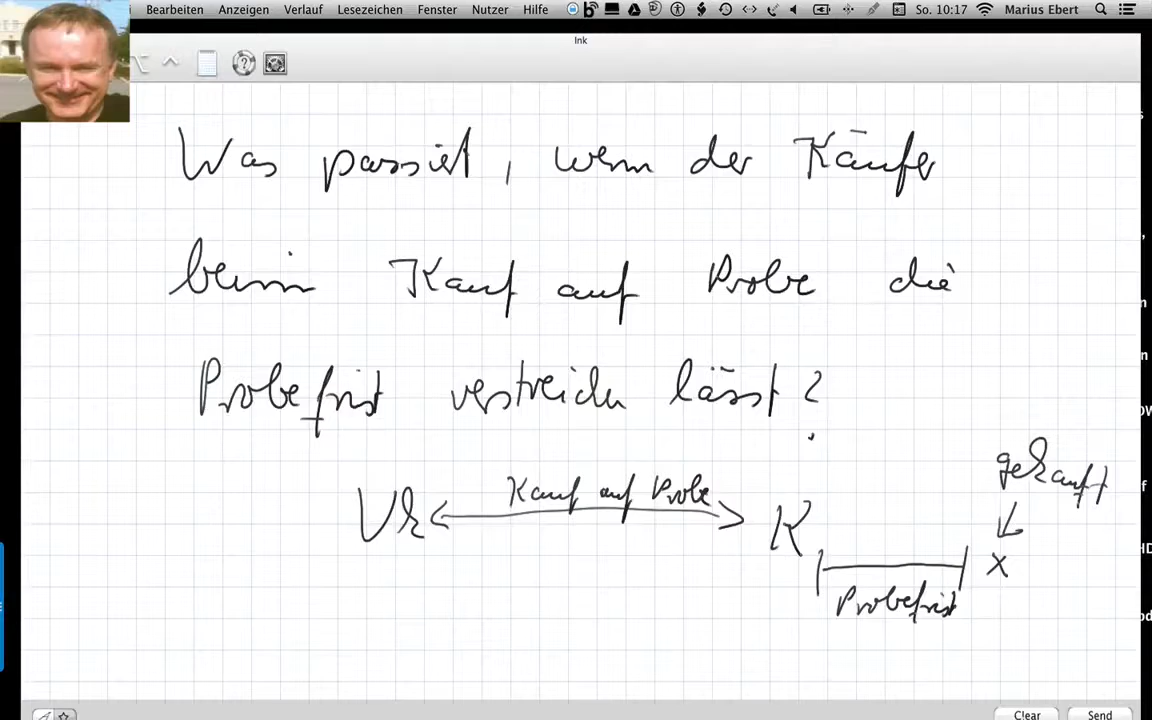 Bearbeiten Anzeigen Verlauf Lesezeichen Fenster Nutzer Hilfe So. 10:17 Marius Ebert
Ink
Was passiert, wenn der Käufer
beim Kauf auf Probe die
Probefrist verstreichen lässt?
gekauft
Vk Kauf auf Probe K
x
Probefrist
Clear Send